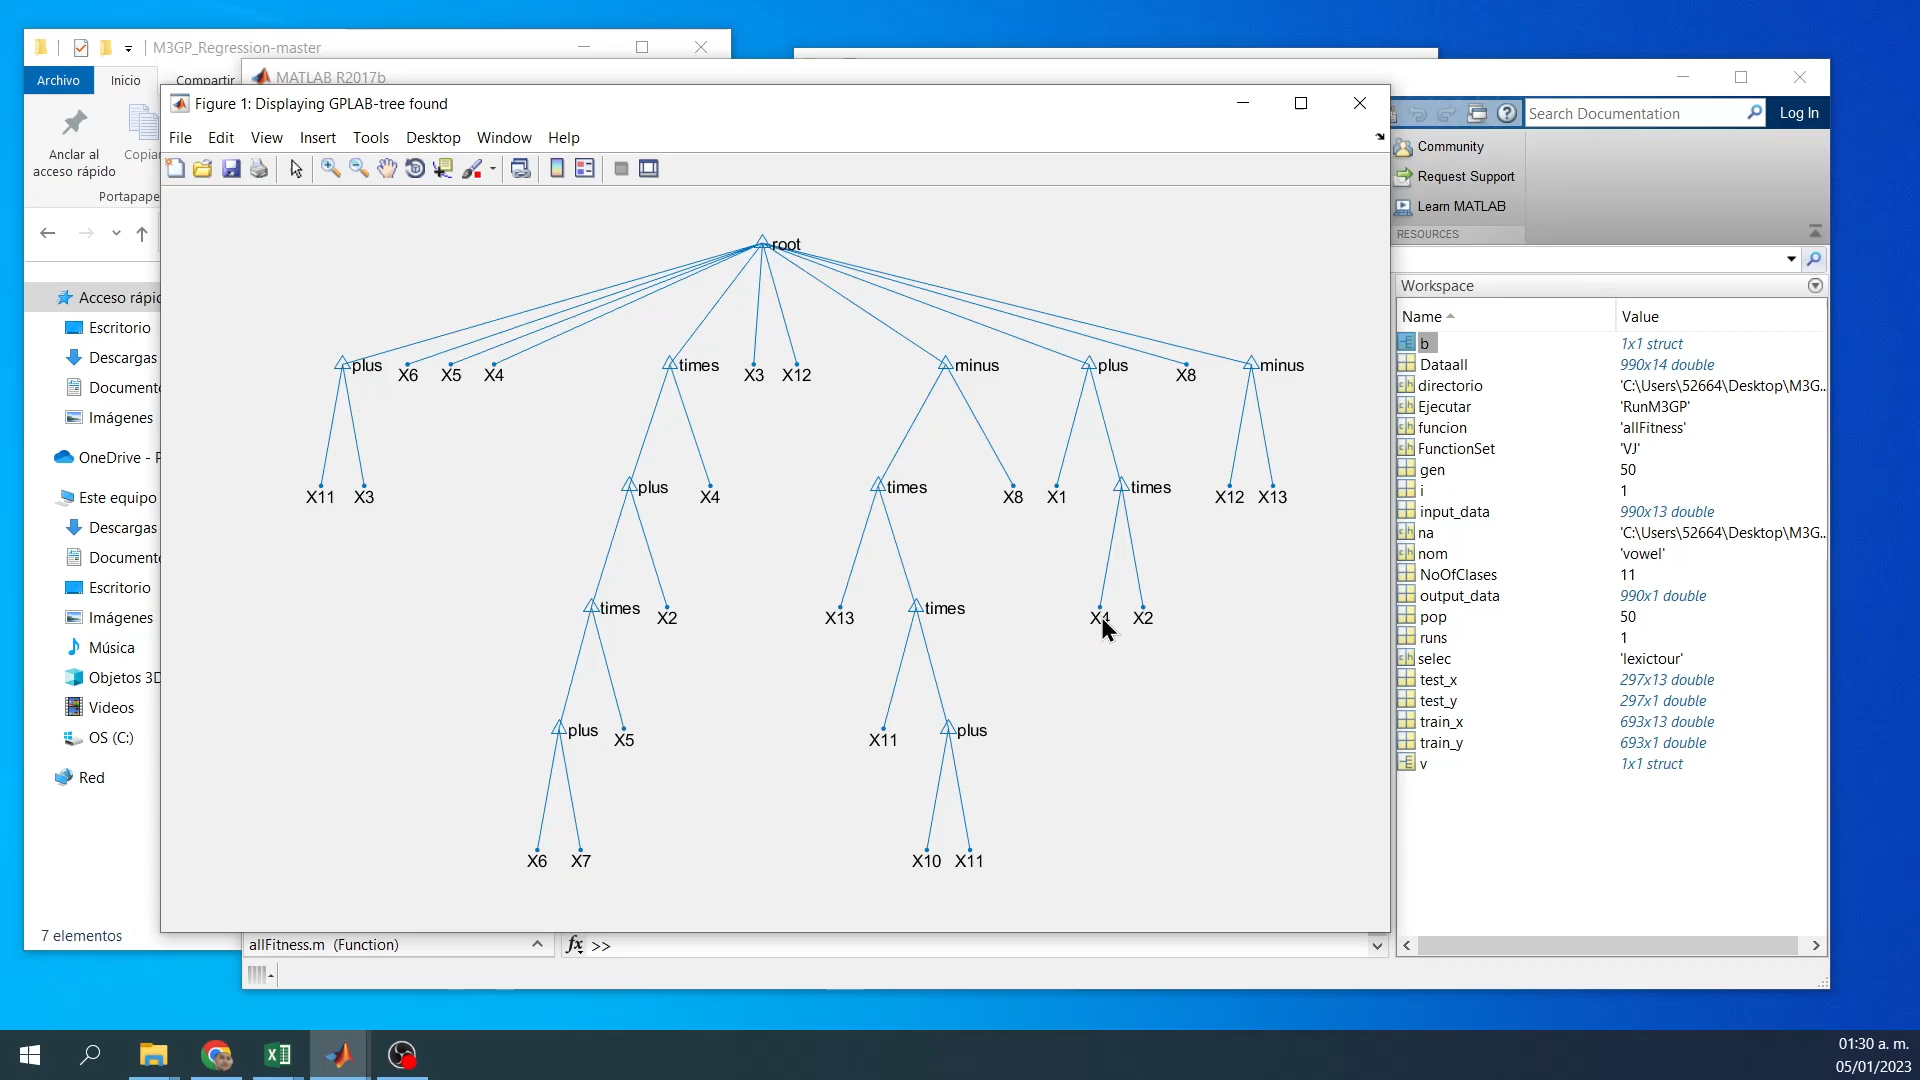 M3GP_Regression-master
Archivo
Inicio
Compartir
Anclar al
acceso rápido
Copiar
Portapape
Acceso rápic
Escritorio
Descargas
Documento
Imágenes
OneDrive - P
Este equipo
Descargas
Documento
Escritorio
Imágenes
Música
Objetos 3D
Videos
OS (C:)
Red
7 elementos
MATLAB R2017b
Figure 1: Displaying GPLAB-tree found
File Edit View Insert Tools Desktop Window Help
root
plus X6 X5 X4 times X3 X12 minus plus X8 minus
X11 X3 plus X4 times X8 X1 times X12 X13
times X2 X13 times X4 X2
plus X5 X11 plus
X6 X7 X10 X11
allFitness.m (Function)
fx >>
Search Documentation
Log In
Community
Request Support
Learn MATLAB
RESOURCES
Workspace
Name Value
b 1x1 struct
Dataall 990x14 double
directorio 'C:\Users\52664\Desktop\M3G...
Ejecutar 'RunM3GP'
funcion 'allFitness'
FunctionSet 'VJ'
gen 50
i 1
input_data 990x13 double
na 'C:\Users\52664\Desktop\M3G...
nom 'vowel'
NoOfClases 11
output_data 990x1 double
pop 50
runs 1
selec 'lexictour'
test_x 297x13 double
test_y 297x1 double
train_x 693x13 double
train_y 693x1 double
v 1x1 struct
01:30 a. m.
05/01/2023